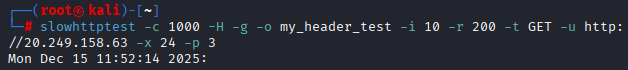 ┌──(root㉿kali)-[~]
└─# slowhttptest -c 1000 -H -g -o my_header_test -i 10 -r 200 -t GET -u http:
//20.249.158.63 -x 24 -p 3
Mon Dec 15 11:52:14 2025: